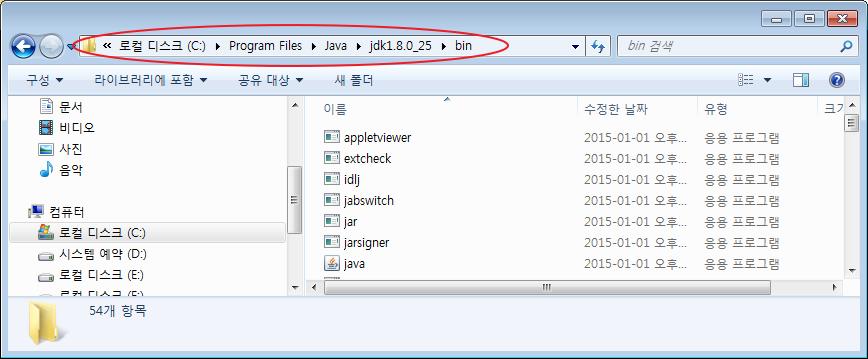 « 로컬 디스크 (C:) Program Files Java jdk1.8.0_25 bin bin 검색
구성 라이브러리에 포함 공유 대상 새 폴더
문서
비디오
사진
음악
컴퓨터
로컬 디스크 (C:)
시스템 예약 (D:)
로컬 디스크 (E:)
이름 수정한 날짜 유형 크기
appletviewer 2015-01-01 오후... 응용 프로그램
extcheck 2015-01-01 오후... 응용 프로그램
idlj 2015-01-01 오후... 응용 프로그램
jabswitch 2015-01-01 오후... 응용 프로그램
jar 2015-01-01 오후... 응용 프로그램
jarsigner 2015-01-01 오후... 응용 프로그램
java 2015-01-01 오후... 응용 프로그램
54개 항목